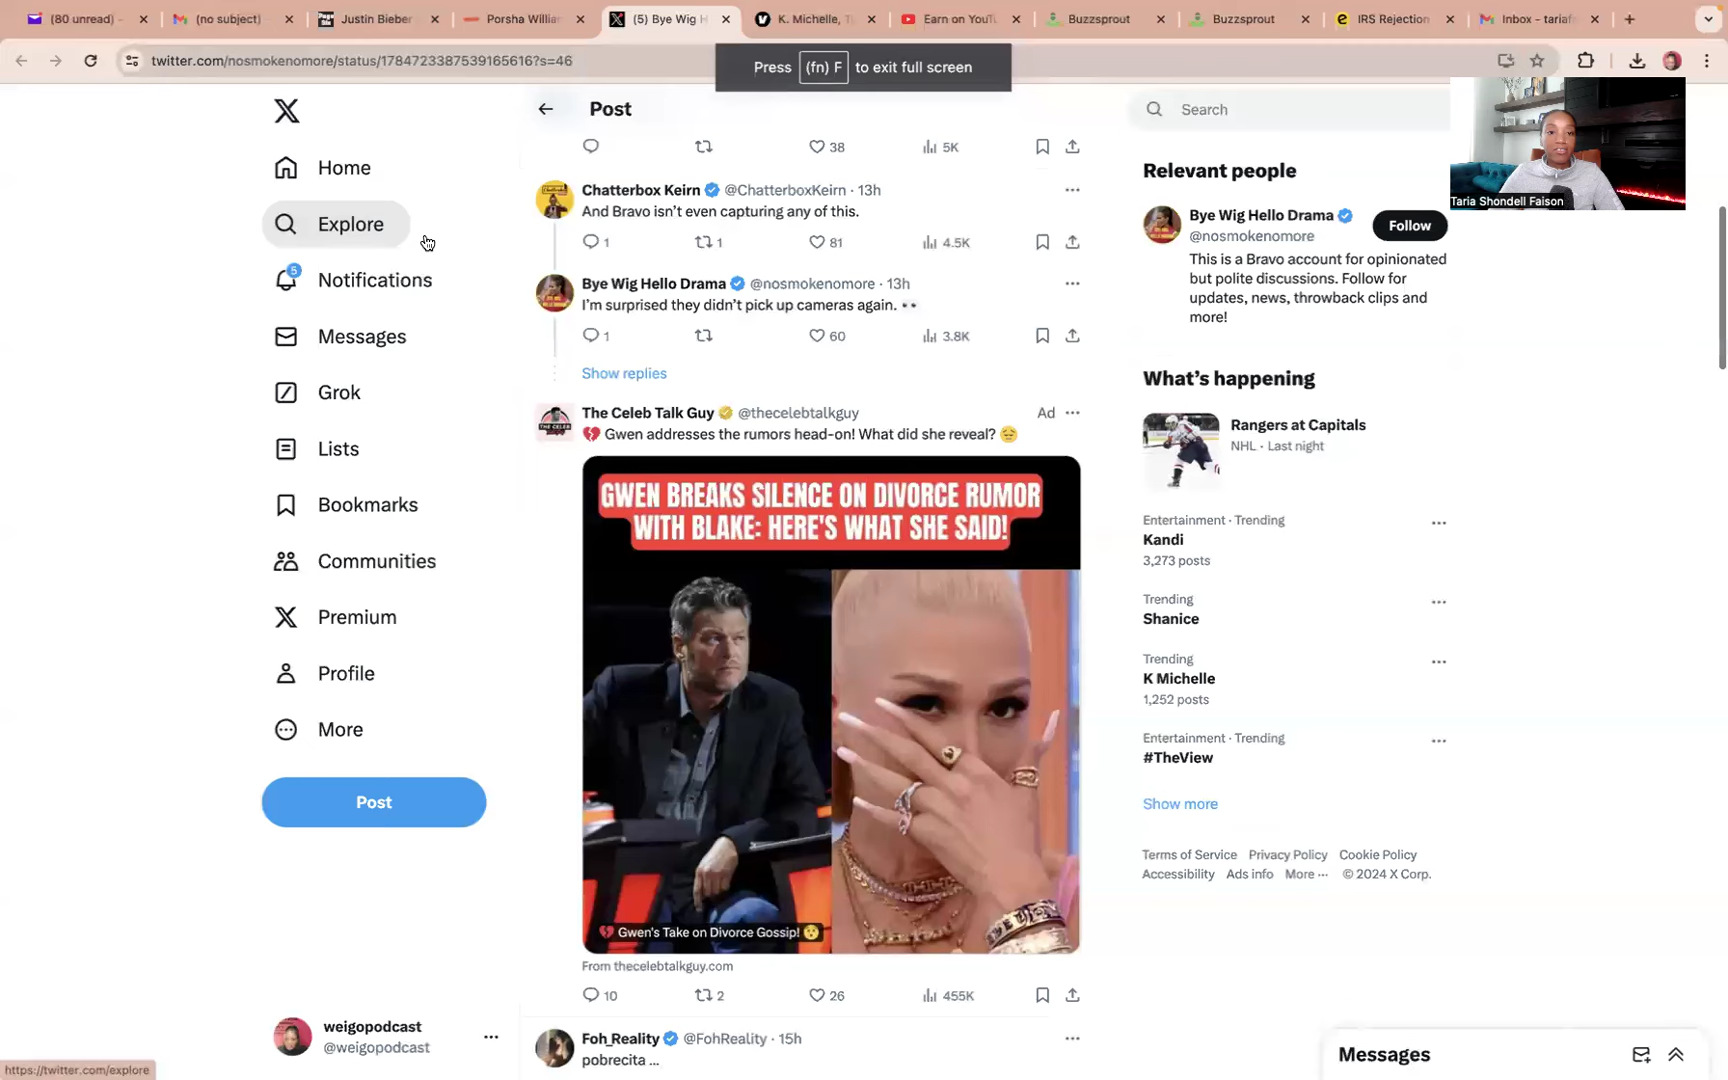 (80 unread) -
(no subject) -
Justin Bieber
Porsha Willian
(5) Bye Wig H
K. Michelle, T
Earn on YouTu
Buzzsprout
Buzzsprout
IRS Rejection
Inbox - tariaf
twitter.com/nosmokenomore/status/1784723387539165616?s=46
Press (fn) F to exit full screen
Home
Explore
Notifications
5
Messages
Grok
Lists
Bookmarks
Communities
Premium
Profile
More
Post
weigopodcast
@weigopodcast
https://twitter.com/explore
Post
38 5K
Chatterbox Keirn @ChatterboxKeirn · 13h
And Bravo isn’t even capturing any of this.
1 1 81 4.5K
Bye Wig Hello Drama @nosmokenomore · 13h
I’m surprised they didn’t pick up cameras again. 👀
1 60 3.8K
Show replies
The Celeb Talk Guy @thecelebtalkguy Ad
💔 Gwen addresses the rumors head-on! What did she reveal? 😔
GWEN BREAKS SILENCE ON DIVORCE RUMOR
WITH BLAKE: HERE'S WHAT SHE SAID!
💔 Gwen's Take on Divorce Gossip! 😯
From thecelebtalkguy.com
10 2 26 455K
Foh_Reality @FohReality · 15h
pobrecita ...
Search
Taria Shondell Faison
Relevant people
Bye Wig Hello Drama
@nosmokenomore
Follow
This is a Bravo account for opinionated
but polite discussions. Follow for
updates, news, throwback clips and
more!
What’s happening
Rangers at Capitals
NHL · Last night
Entertainment · Trending
Kandi
3,273 posts
Trending
Shanice
Trending
K Michelle
1,252 posts
Entertainment · Trending
#TheView
Show more
Terms of Service Privacy Policy Cookie Policy
Accessibility Ads info More ··· © 2024 X Corp.
Messages